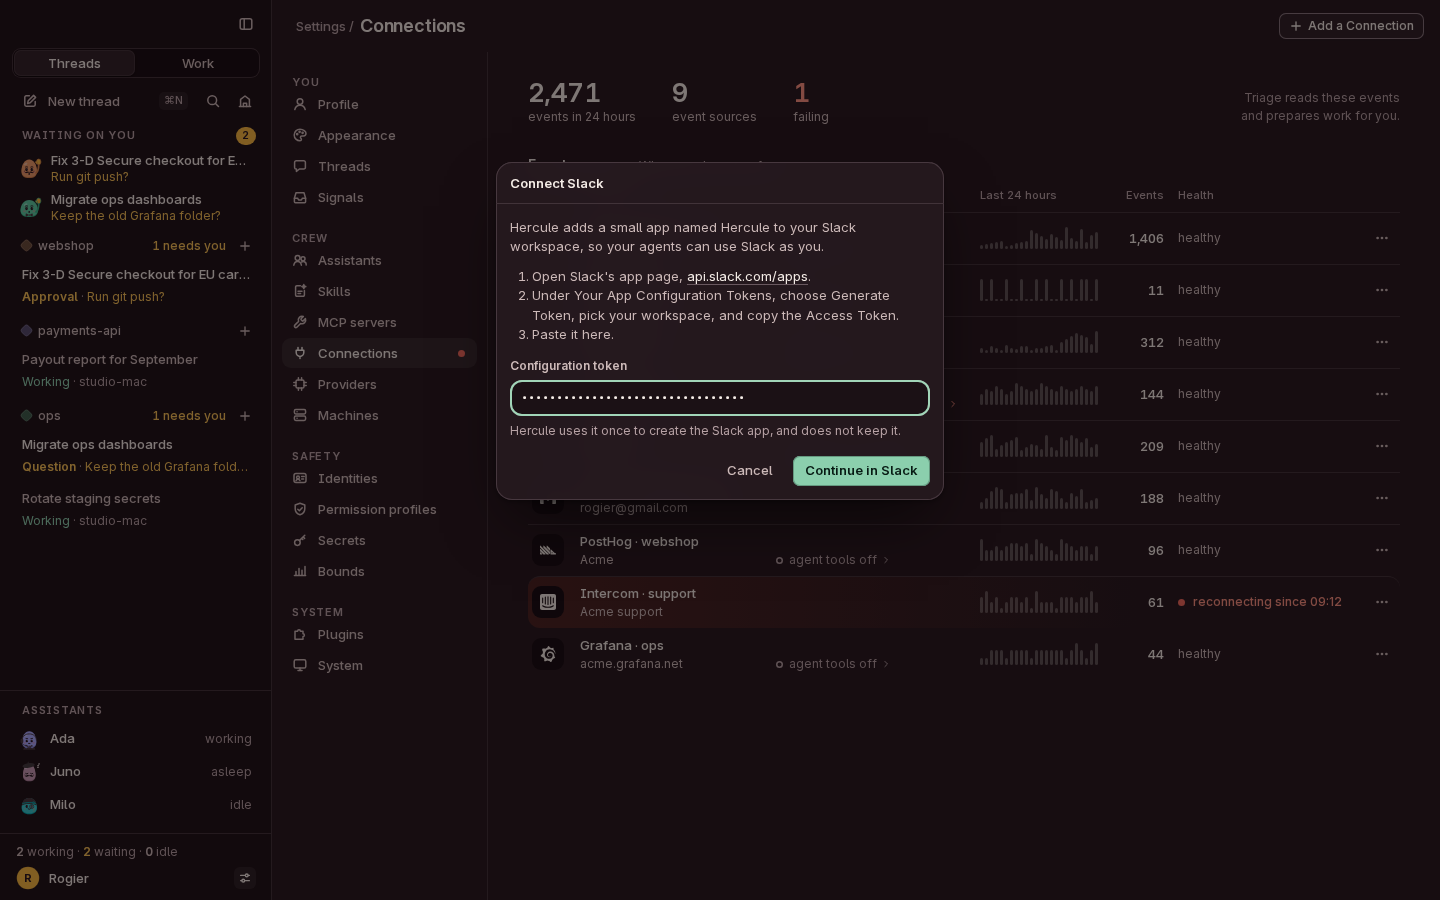 Settings / Connections
+ Add a Connection
Threads
Work
New thread
⌘N
WAITING ON YOU
2
Fix 3-D Secure checkout for E…
Run git push?
Migrate ops dashboards
Keep the old Grafana folder?
webshop
1 needs you
Fix 3-D Secure checkout for EU car…
Approval · Run git push?
payments-api
Payout report for September
Working · studio-mac
ops
1 needs you
Migrate ops dashboards
Question · Keep the old Grafana fold…
Rotate staging secrets
Working · studio-mac
ASSISTANTS
Ada
working
Juno
asleep
Milo
idle
2 working · 2 waiting · 0 idle
R
Rogier
YOU
Profile
Appearance
Threads
Signals
CREW
Assistants
Skills
MCP servers
Connections
Providers
Machines
SAFETY
Identities
Permission profiles
Secrets
Bounds
SYSTEM
Plugins
System
2,471
events in 24 hours
9
event sources
1
failing
Triage reads these events
and prepares work for you.
Last 24 hours
Events
Health
1,406
healthy
11
healthy
312
healthy
144
healthy
209
healthy
188
healthy
rogier@gmail.com
PostHog · webshop
Acme
agent tools off ›
96
healthy
Intercom · support
Acme support
61
reconnecting since 09:12
Grafana · ops
acme.grafana.net
agent tools off ›
44
healthy
Connect Slack
Hercule adds a small app named Hercule to your Slack
workspace, so your agents can use Slack as you.
1. Open Slack's app page, api.slack.com/apps.
2. Under Your App Configuration Tokens, choose Generate
Token, pick your workspace, and copy the Access Token.
3. Paste it here.
Configuration token
Hercule uses it once to create the Slack app, and does not keep it.
Cancel
Continue in Slack